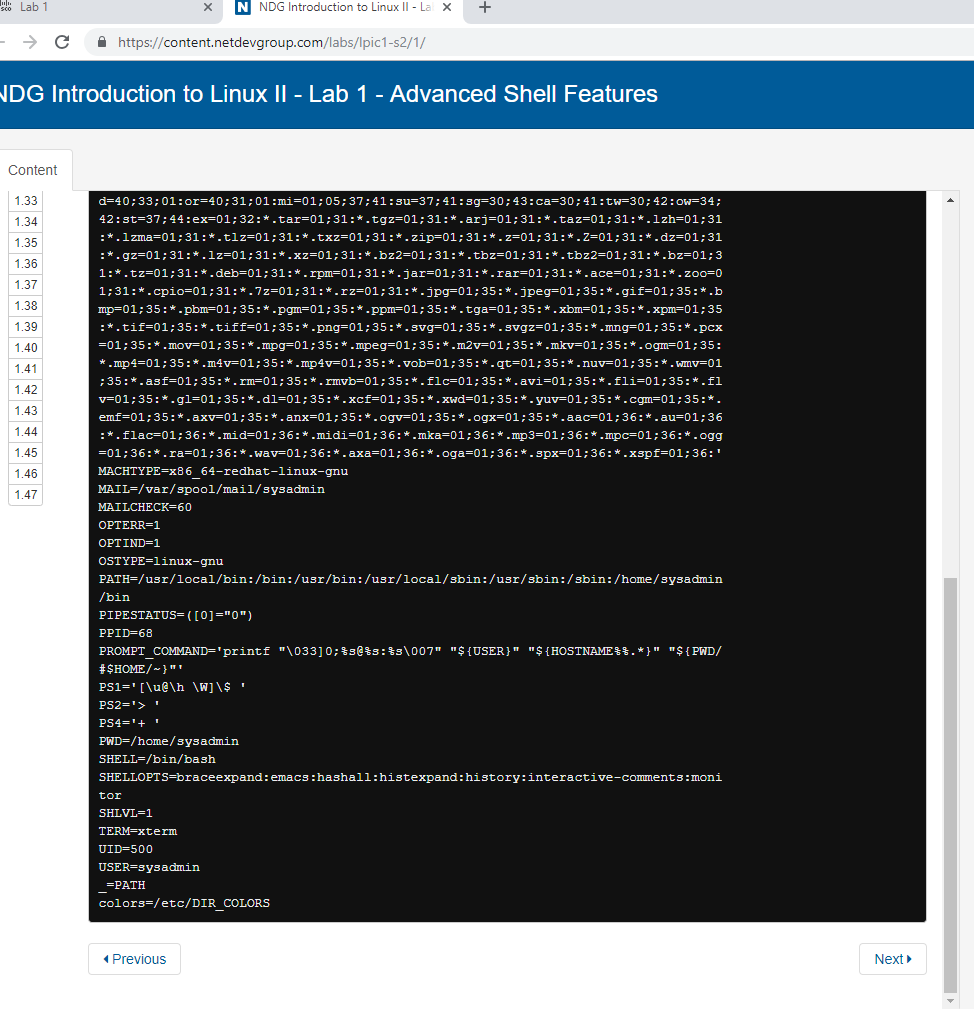 Lab 1
NDG Introduction to Linux II - La
https://content.netdevgroup.com/labs/lpic1-s2/1/
NDG Introduction to Linux II - Lab 1 - Advanced Shell Features
Content
1.33
1.34
1.35
1.36
1.37
1.38
1.39
1.40
1.41
1.42
1.43
1.44
1.45
1.46
1.47
d=40;33;01:or=40;31;01:mi=01;05;37;41:su=37;41:sg=30;43:ca=30;41:tw=30;42:ow=34;
42:st=37;44:ex=01;32:*.tar=01;31:*.tgz=01;31:*.arj=01;31:*.taz=01;31:*.lzh=01;31
:*.lzma=01;31:*.tlz=01;31:*.txz=01;31:*.zip=01;31:*.z=01;31:*.Z=01;31:*.dz=01;31
:*.gz=01;31:*.lz=01;31:*.xz=01;31:*.bz2=01;31:*.tbz=01;31:*.tbz2=01;31:*.bz=01;3
1:*.tz=01;31:*.deb=01;31:*.rpm=01;31:*.jar=01;31:*.rar=01;31:*.ace=01;31:*.zoo=0
1;31:*.cpio=01;31:*.7z=01;31:*.rz=01;31:*.jpg=01;35:*.jpeg=01;35:*.gif=01;35:*.b
mp=01;35:*.pbm=01;35:*.pgm=01;35:*.ppm=01;35:*.tga=01;35:*.xbm=01;35:*.xpm=01;35
:*.tif=01;35:*.tiff=01;35:*.png=01;35:*.svg=01;35:*.svgz=01;35:*.mng=01;35:*.pcx
=01;35:*.mov=01;35:*.mpg=01;35:*.mpeg=01;35:*.m2v=01;35:*.mkv=01;35:*.ogm=01;35:
*.mp4=01;35:*.m4v=01;35:*.mp4v=01;35:*.vob=01;35:*.qt=01;35:*.nuv=01;35:*.wmv=01
;35:*.asf=01;35:*.rm=01;35:*.rmvb=01;35:*.flc=01;35:*.avi=01;35:*.fli=01;35:*.fl
v=01;35:*.gl=01;35:*.dl=01;35:*.xcf=01;35:*.xwd=01;35:*.yuv=01;35:*.cgm=01;35:*.
emf=01;35:*.axv=01;35:*.anx=01;35:*.ogv=01;35:*.ogx=01;35:*.aac=01;36:*.au=01;36
:*.flac=01;36:*.mid=01;36:*.midi=01;36:*.mka=01;36:*.mp3=01;36:*.mpc=01;36:*.ogg
=01;36:*.ra=01;36:*.wav=01;36:*.axa=01;36:*.oga=01;36:*.spx=01;36:*.xspf=01;36:'
MACHTYPE=x86_64-redhat-linux-gnu
MAIL=/var/spool/mail/sysadmin
MAILCHECK=60
OPTERR=1
OPTIND=1
OSTYPE=linux-gnu
PATH=/usr/local/bin:/bin:/usr/bin:/usr/local/sbin:/usr/sbin:/sbin:/home/sysadmin
/bin
PIPESTATUS=([0]="0")
PPID=68
PROMPT_COMMAND='printf "\033]0;%s@%s:%s\007" "${USER}" "${HOSTNAME%%.*}" "${PWD/
#$HOME/~}"'
PS1='[\u@\h \W]\$ '
PS2='> '
PS4='+ '
PWD=/home/sysadmin
SHELL=/bin/bash
SHELLOPTS=braceexpand:emacs:hashall:histexpand:history:interactive-comments:moni
tor
SHLVL=1
TERM=xterm
UID=500
USER=sysadmin
_=PATH
colors=/etc/DIR_COLORS
Previous
Next